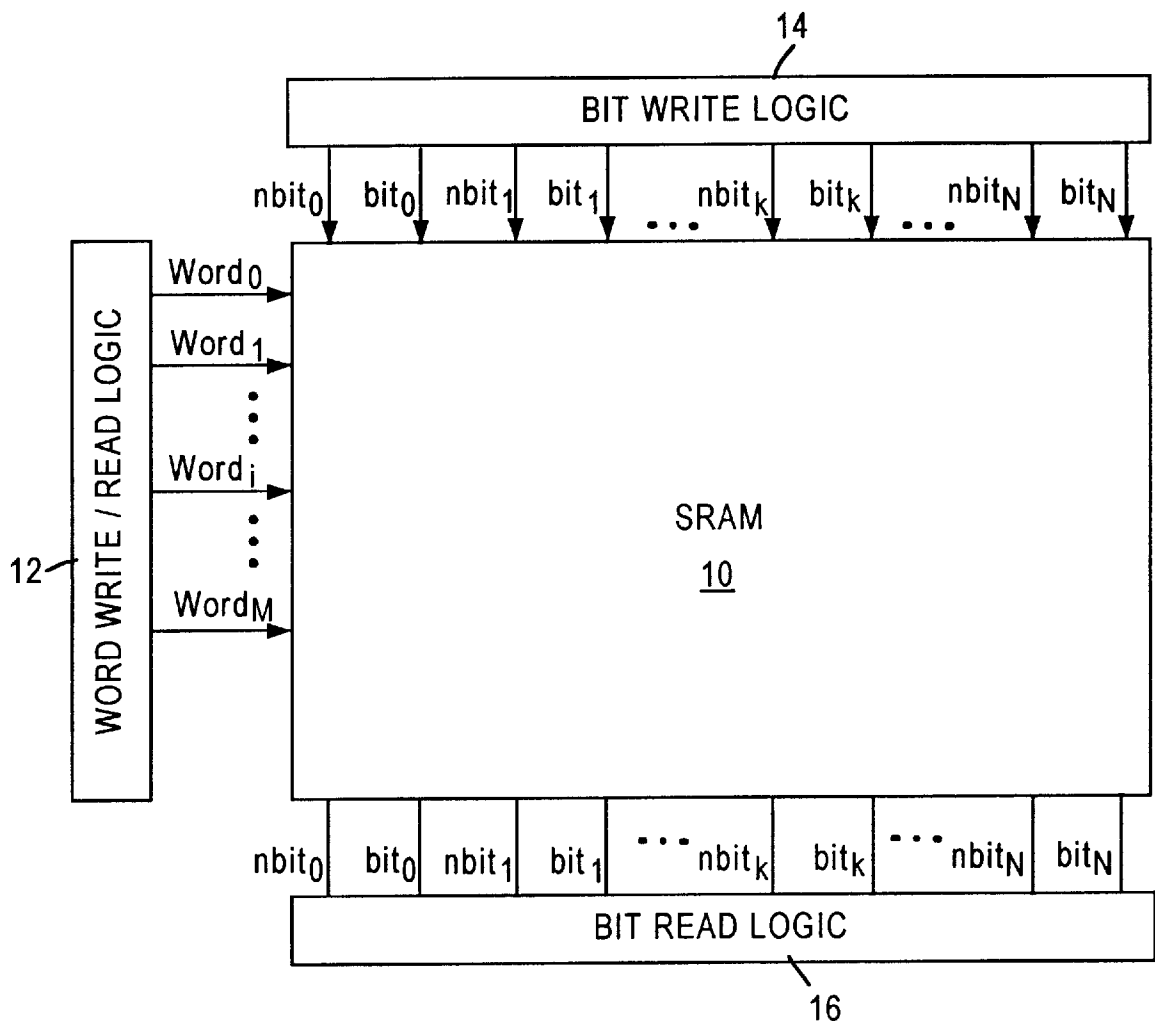 14
BIT WRITE LOGIC
nbit0 bit0 nbit1 bit1 ... nbitk bitk ... nbitN bitN
WORD WRITE / READ LOGIC
12
Word0
Word1
Wordi
WordM
SRAM
10
nbit0 bit0 nbit1 bit1 ... nbitk bitk ... nbitN bitN
BIT READ LOGIC
16